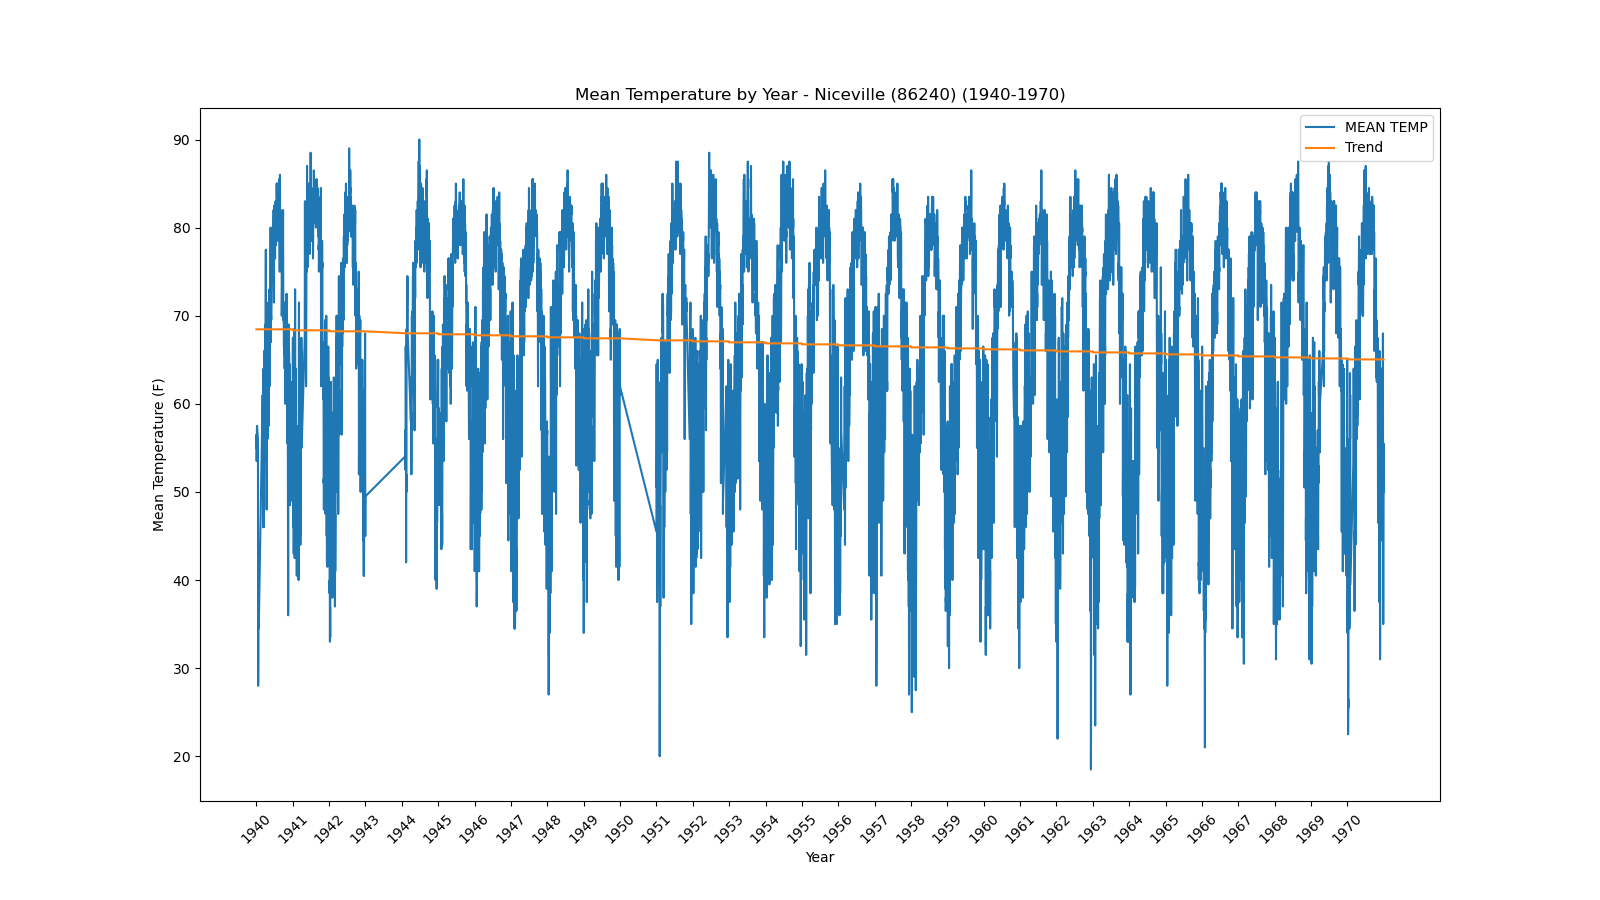 Mean Temperature by Year - Niceville (86240) (1940-1970)
MEAN TEMP
Trend
Mean Temperature (F)
90
80
70
60
50
40
30
20
1940 1941 1942 1943 1944 1945 1946 1947 1948 1949 1950 1951 1952 1953 1954 1955 1956 1957 1958 1959 1960 1961 1962 1963 1964 1965 1966 1967 1968 1969 1970
Year